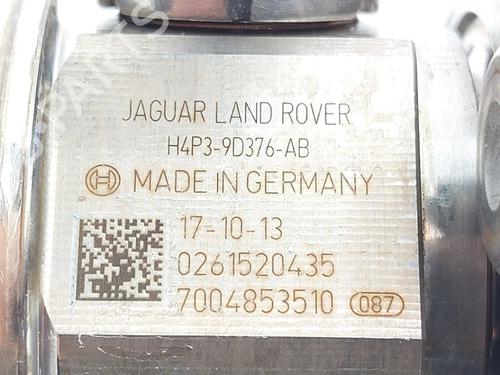 JAGUAR LAND ROVER
H4P3-9D376-AB
MADE IN GERMANY
17-10-13
0261520435
7004853510 087